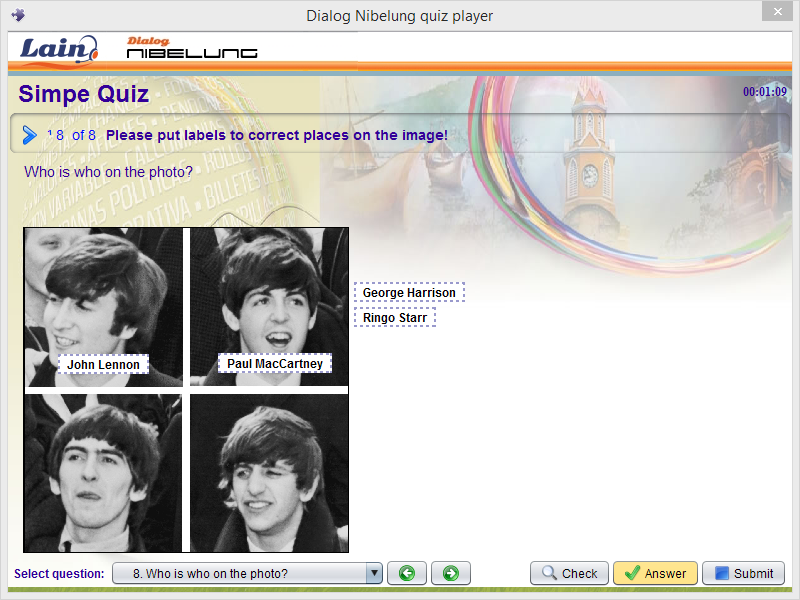 Dialog Nibelung quiz player
Lain
Dialog
NIBELUNG
Simpe Quiz
00:01:09
¹ 8 of 8 Please put labels to correct places on the image!
Who is who on the photo?
George Harrison
Ringo Starr
John Lennon
Paul MacCartney
Select question:
8. Who is who on the photo?
Check
Answer
Submit